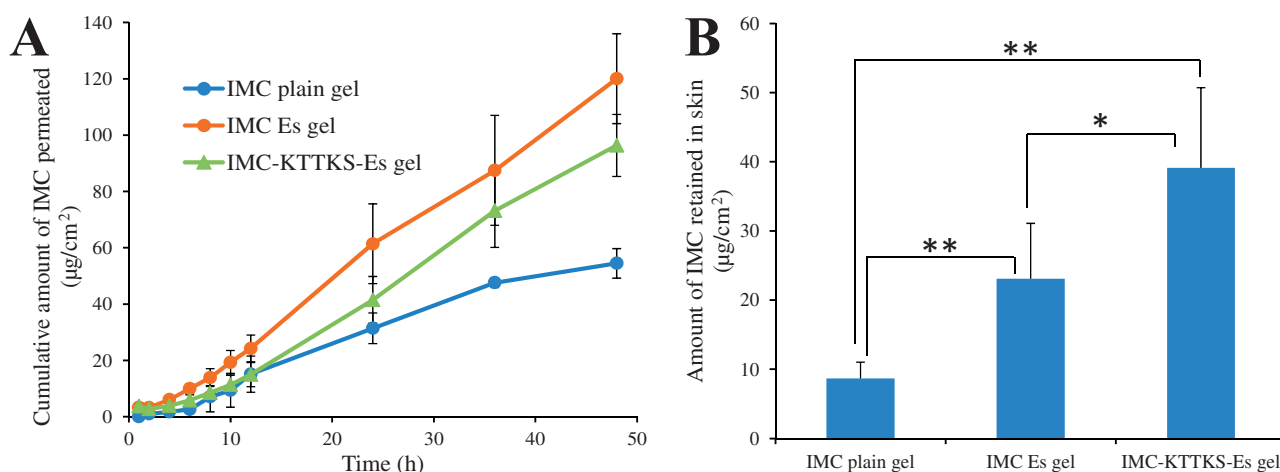 A
Cumulative amount of IMC permeated
(μg/cm²)
140
120
100
80
60
40
20
0
IMC plain gel
IMC Es gel
IMC-KTTKS-Es gel
0
10
20
30
40
50
Time (h)
B
Amount of IMC retained in skin
(μg/cm²)
60
50
40
30
20
10
0
**
*
**
IMC plain gel
IMC Es gel
IMC-KTTKS-Es gel